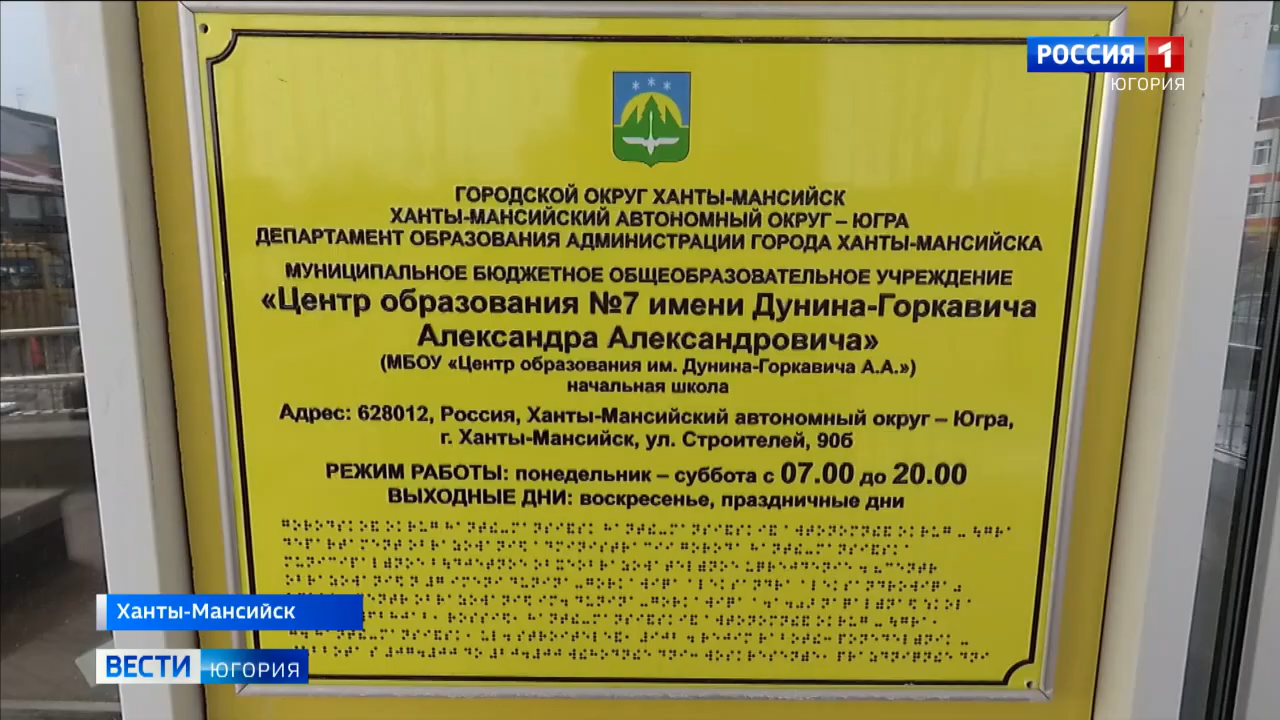 РОССИЯ 1
ЮГОРИЯ
ГОРОДСКОЙ ОКРУГ ХАНТЫ-МАНСИЙСК
ХАНТЫ-МАНСИЙСКИЙ АВТОНОМНЫЙ ОКРУГ – ЮГРА
ДЕПАРТАМЕНТ ОБРАЗОВАНИЯ АДМИНИСТРАЦИИ ГОРОДА ХАНТЫ-МАНСИЙСКА
МУНИЦИПАЛЬНОЕ БЮДЖЕТНОЕ ОБЩЕОБРАЗОВАТЕЛЬНОЕ УЧРЕЖДЕНИЕ
«Центр образования №7 имени Дунина-Горкавича
Александра Александровича»
(МБОУ «Центр образования им. Дунина-Горкавича А.А.»)
начальная школа
Адрес: 628012, Россия, Ханты-Мансийский автономный округ – Югра,
г. Ханты-Мансийск, ул. Строителей, 90б
РЕЖИМ РАБОТЫ: понедельник – суббота с 07.00 до 20.00
ВЫХОДНЫЕ ДНИ: воскресенье, праздничные дни
Ханты-Мансийск
ВЕСТИ ЮГОРИЯ